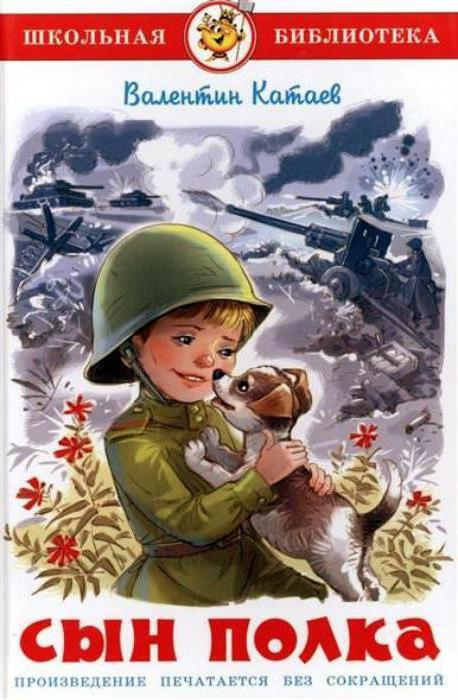 ШКОЛЬНАЯ БИБЛИОТЕКА
Валентин Катаев
СЫН ПОЛКА
ПРОИЗВЕДЕНИЕ ПЕЧАТАЕТСЯ БЕЗ СОКРАЩЕНИЙ